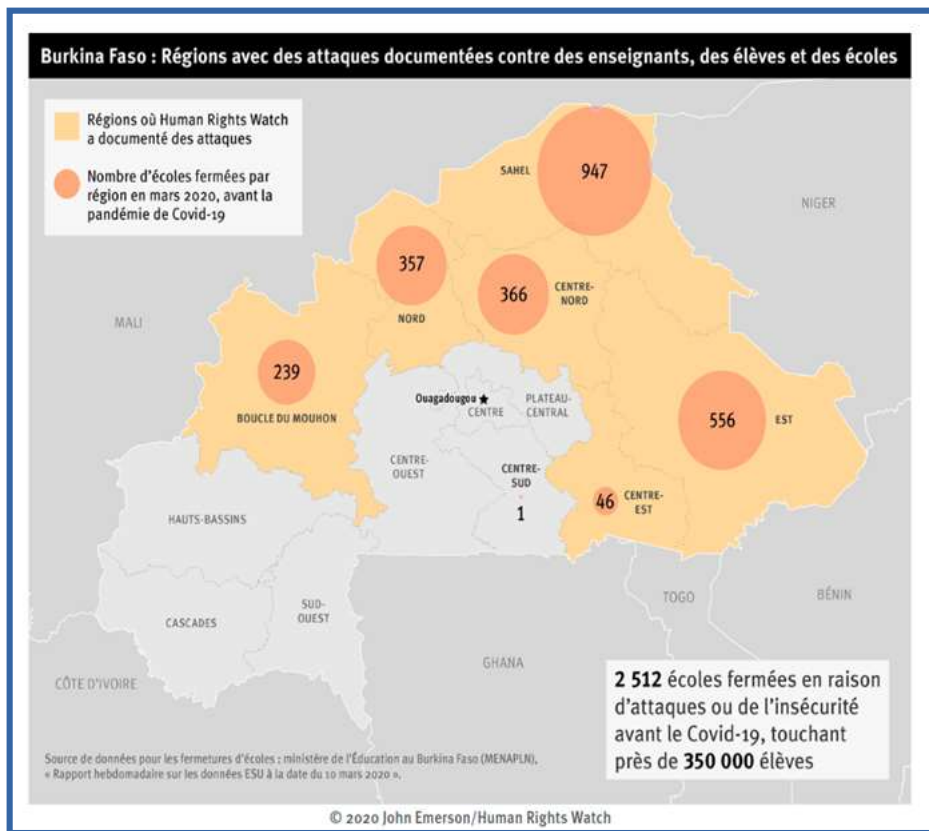 Burkina Faso : Régions avec des attaques documentées contre des enseignants, des élèves et des écoles
Régions où Human Rights Watch
a documenté des attaques
Nombre d'écoles fermées par
région en mars 2020, avant la
pandémie de Covid-19
SAHEL
947
NIGER
357
NORD
366
CENTRE-
NORD
MALI
239
BOUCLE DU MOUHON
Ouagadougou
CENTRE
PLATEAU-
CENTRAL
556
EST
CENTRE-
OUEST
CENTRE-
SUD
1
46
CENTRE-
EST
HAUTS-BASSINS
CASCADES
SUD-
OUEST
TOGO
BÉNIN
GHANA
CÔTE D'IVOIRE
2 512 écoles fermées en raison
d'attaques ou de l'insécurité
avant le Covid-19, touchant
près de 350 000 élèves
Source de données pour les fermetures d'écoles : ministère de l'Éducation au Burkina Faso (MENAPLN),
« Rapport hebdomadaire sur les données ESU à la date du 10 mars 2020 ».
© 2020 John Emerson/Human Rights Watch